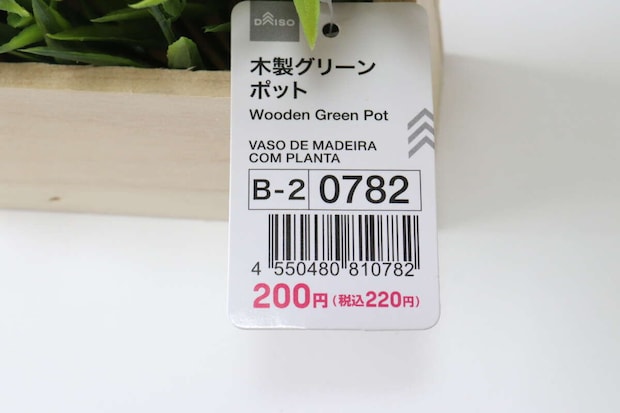 DAISO
木製グリーン
ポット
Wooden Green Pot
VASO DE MADEIRA
COM PLANTA
B-2 0782
4 550480 810782
200円(税込220円)